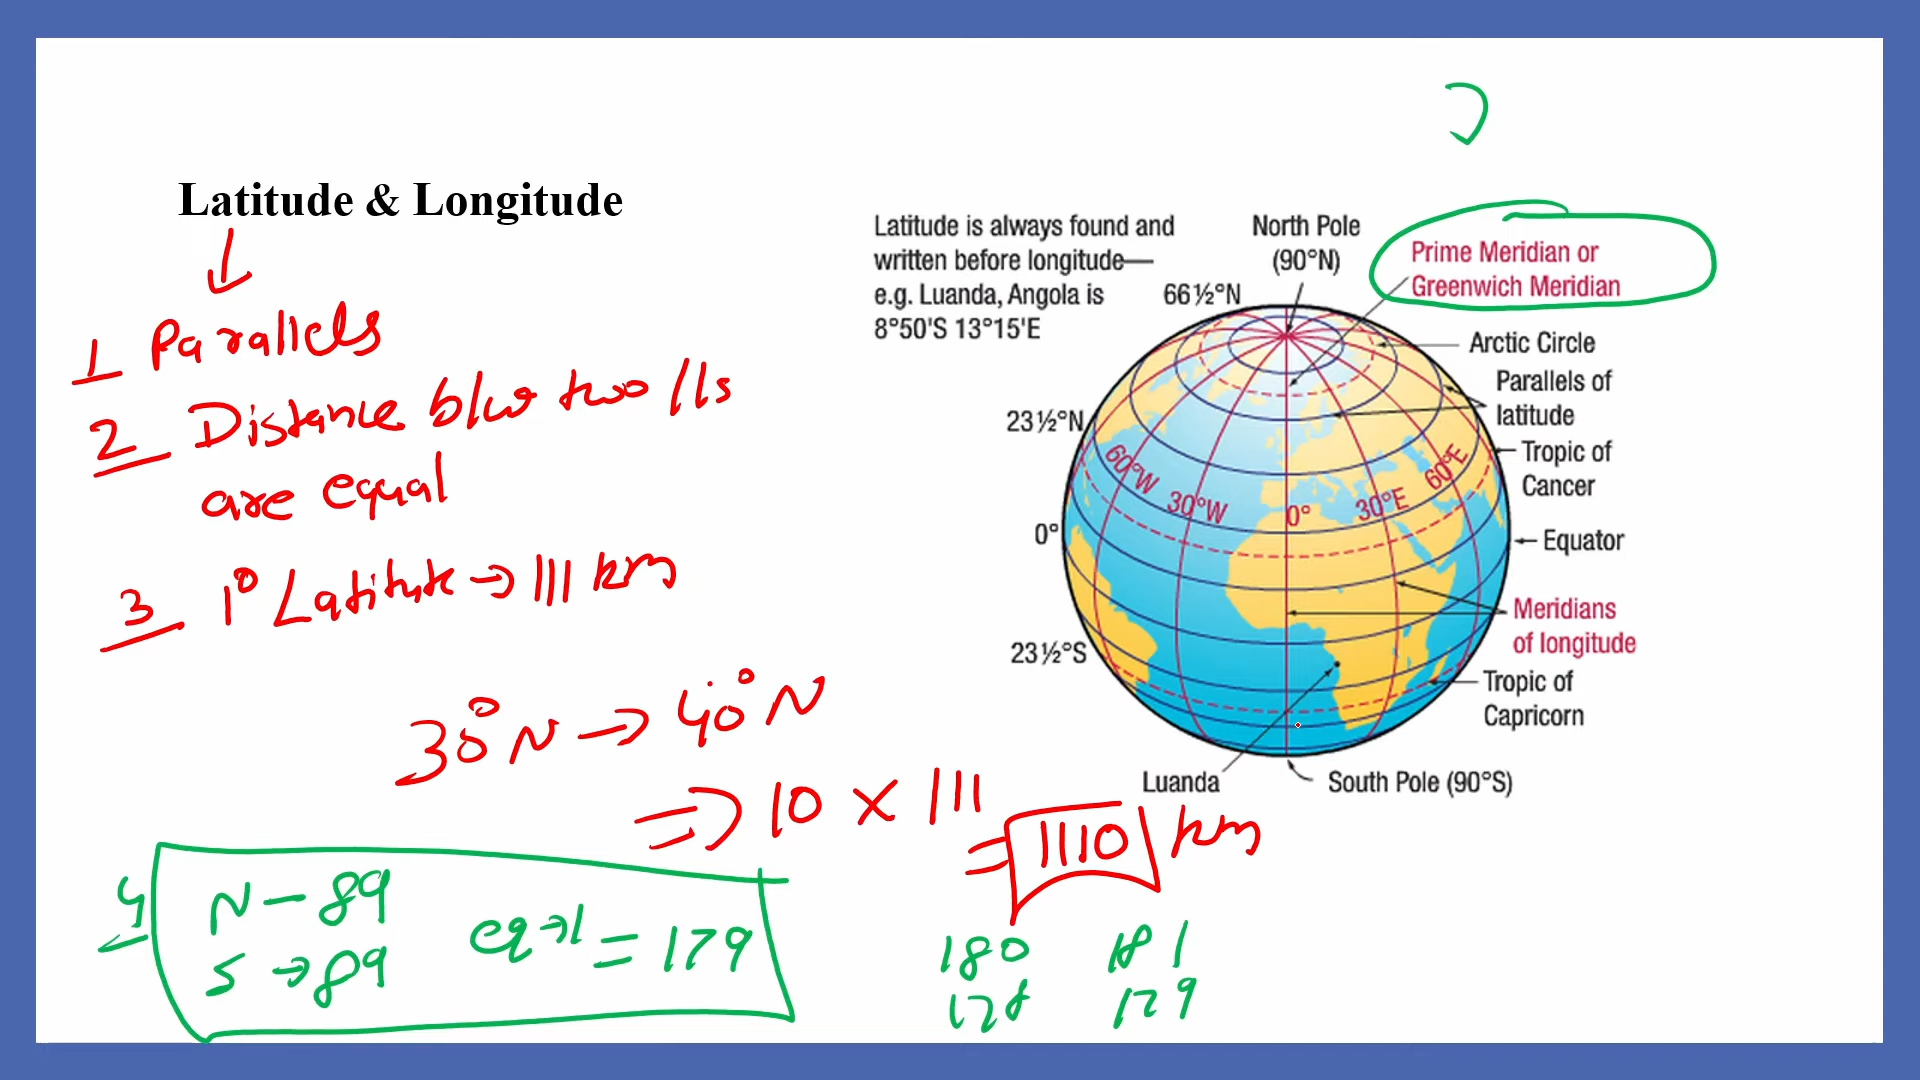 Latitude & Longitude
1 Parallels
2 Distance b/w two lls
are equal
3 1° Latitude → 111 km
30° N → 40° N
⇒ 10 × 111
= 1110 km
4
N – 89
S → 89
eq → 1 = 179
180 181
178 179
Latitude is always found and
written before longitude—
e.g. Luanda, Angola is
8°50'S 13°15'E
North Pole
(90°N)
Prime Meridian or
Greenwich Meridian
66½°N
Arctic Circle
Parallels of
latitude
23½°N
Tropic of
Cancer
60°W
30°W
0°
30°E
60°E
0°
Equator
Meridians
of longitude
23½°S
Tropic of
Capricorn
Luanda
South Pole (90°S)